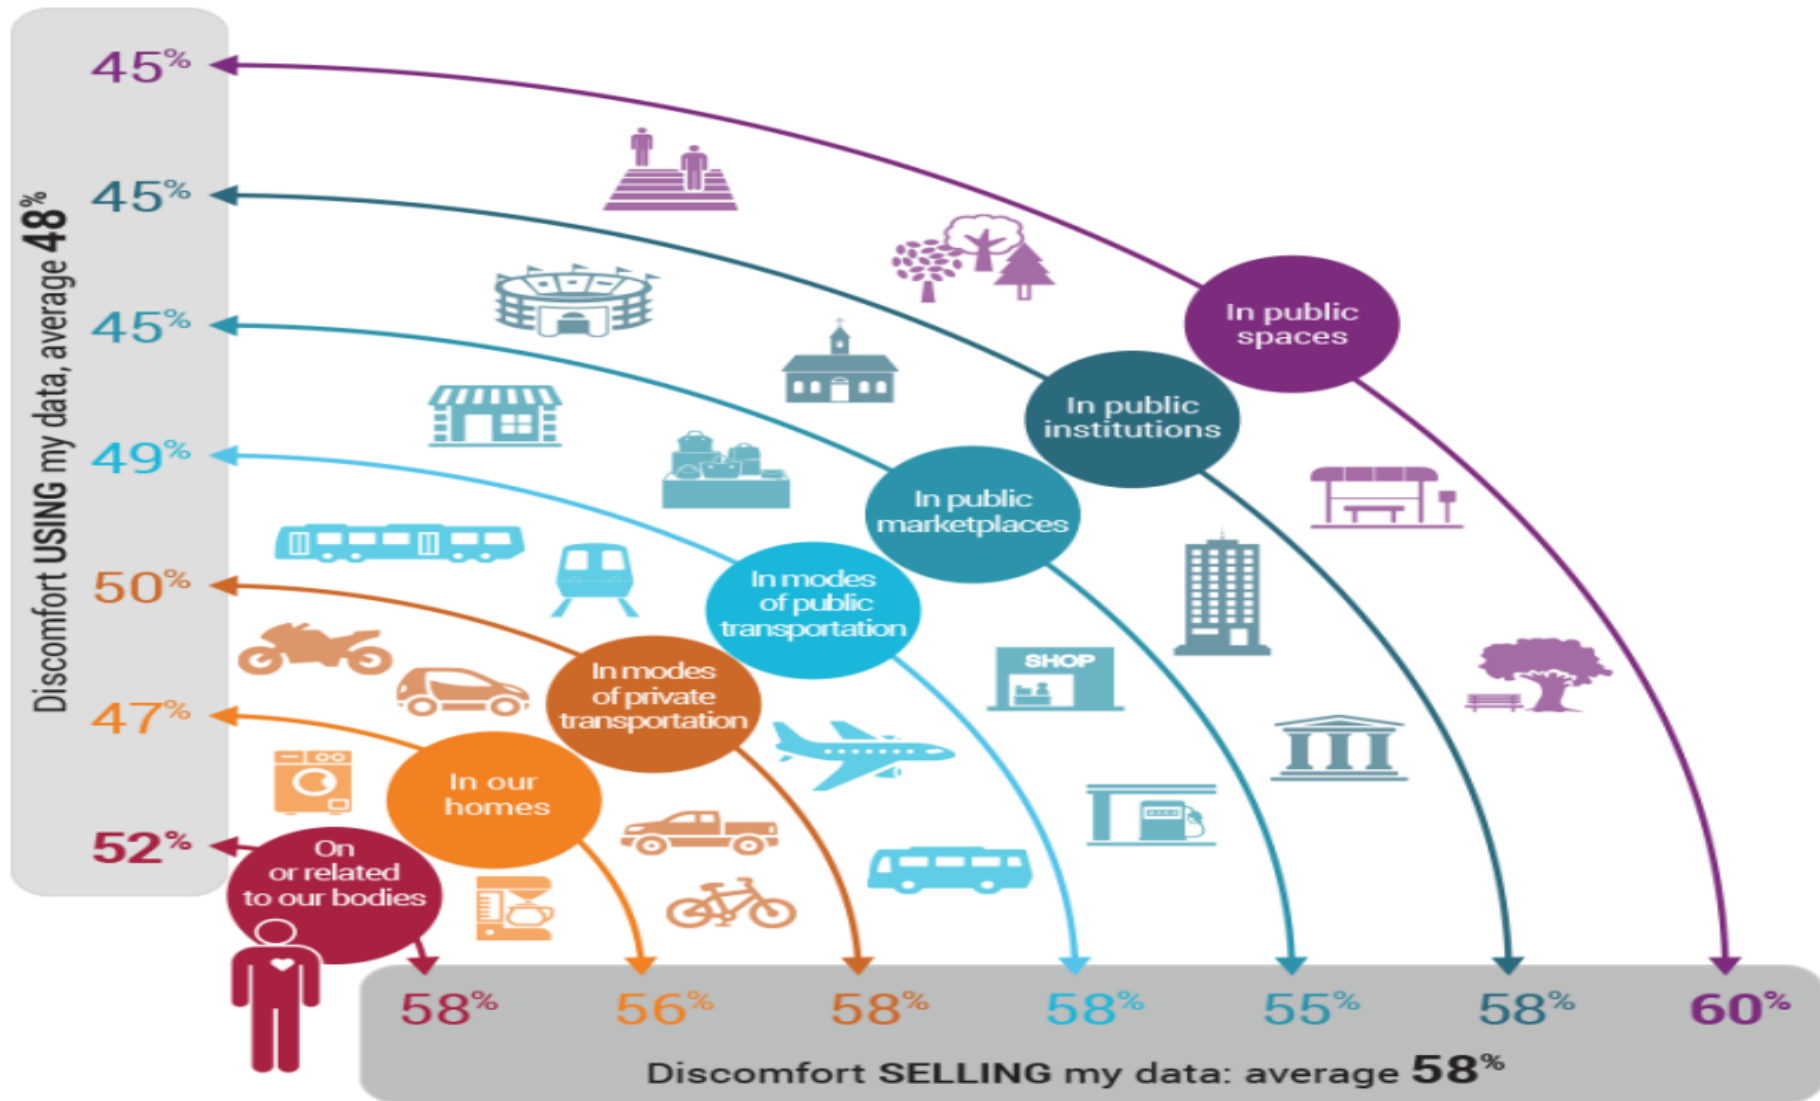 45%
45%
45%
49%
50%
47%
52%
Discomfort USING my data, average 48%
In public
spaces
In public
institutions
In public
marketplaces
In modes
of public
transportation
In modes
of private
transportation
In our
homes
On
or related
to our bodies
SHOP
58%
56%
58%
58%
55%
58%
60%
Discomfort SELLING my data: average 58%